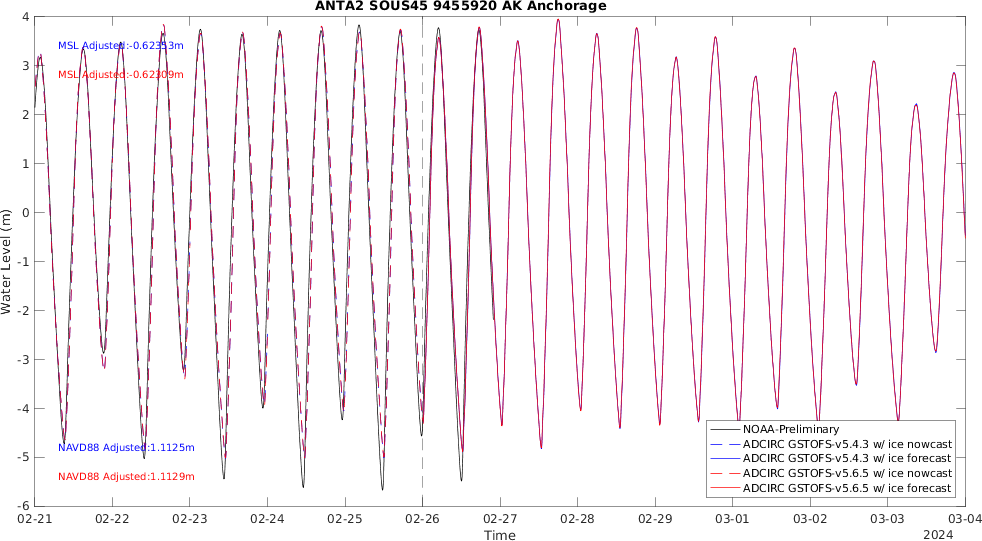 ANTA2 SOUS45 9455920 AK Anchorage
4
3
2
1
0
-1
-2
-3
-4
-5
-6
Water Level (m)
MSL Adjusted:-0.62353m
MSL Adjusted:-0.62309m
NAVD88 Adjusted:1.1125m
NAVD88 Adjusted:1.1129m
NOAA-Preliminary
ADCIRC GSTOFS-v5.4.3 w/ ice nowcast
ADCIRC GSTOFS-v5.4.3 w/ ice forecast
ADCIRC GSTOFS-v5.6.5 w/ ice nowcast
ADCIRC GSTOFS-v5.6.5 w/ ice forecast
02-21 02-22 02-23 02-24 02-25 02-26 02-27 02-28 02-29 03-01 03-02 03-03 03-04
Time
2024